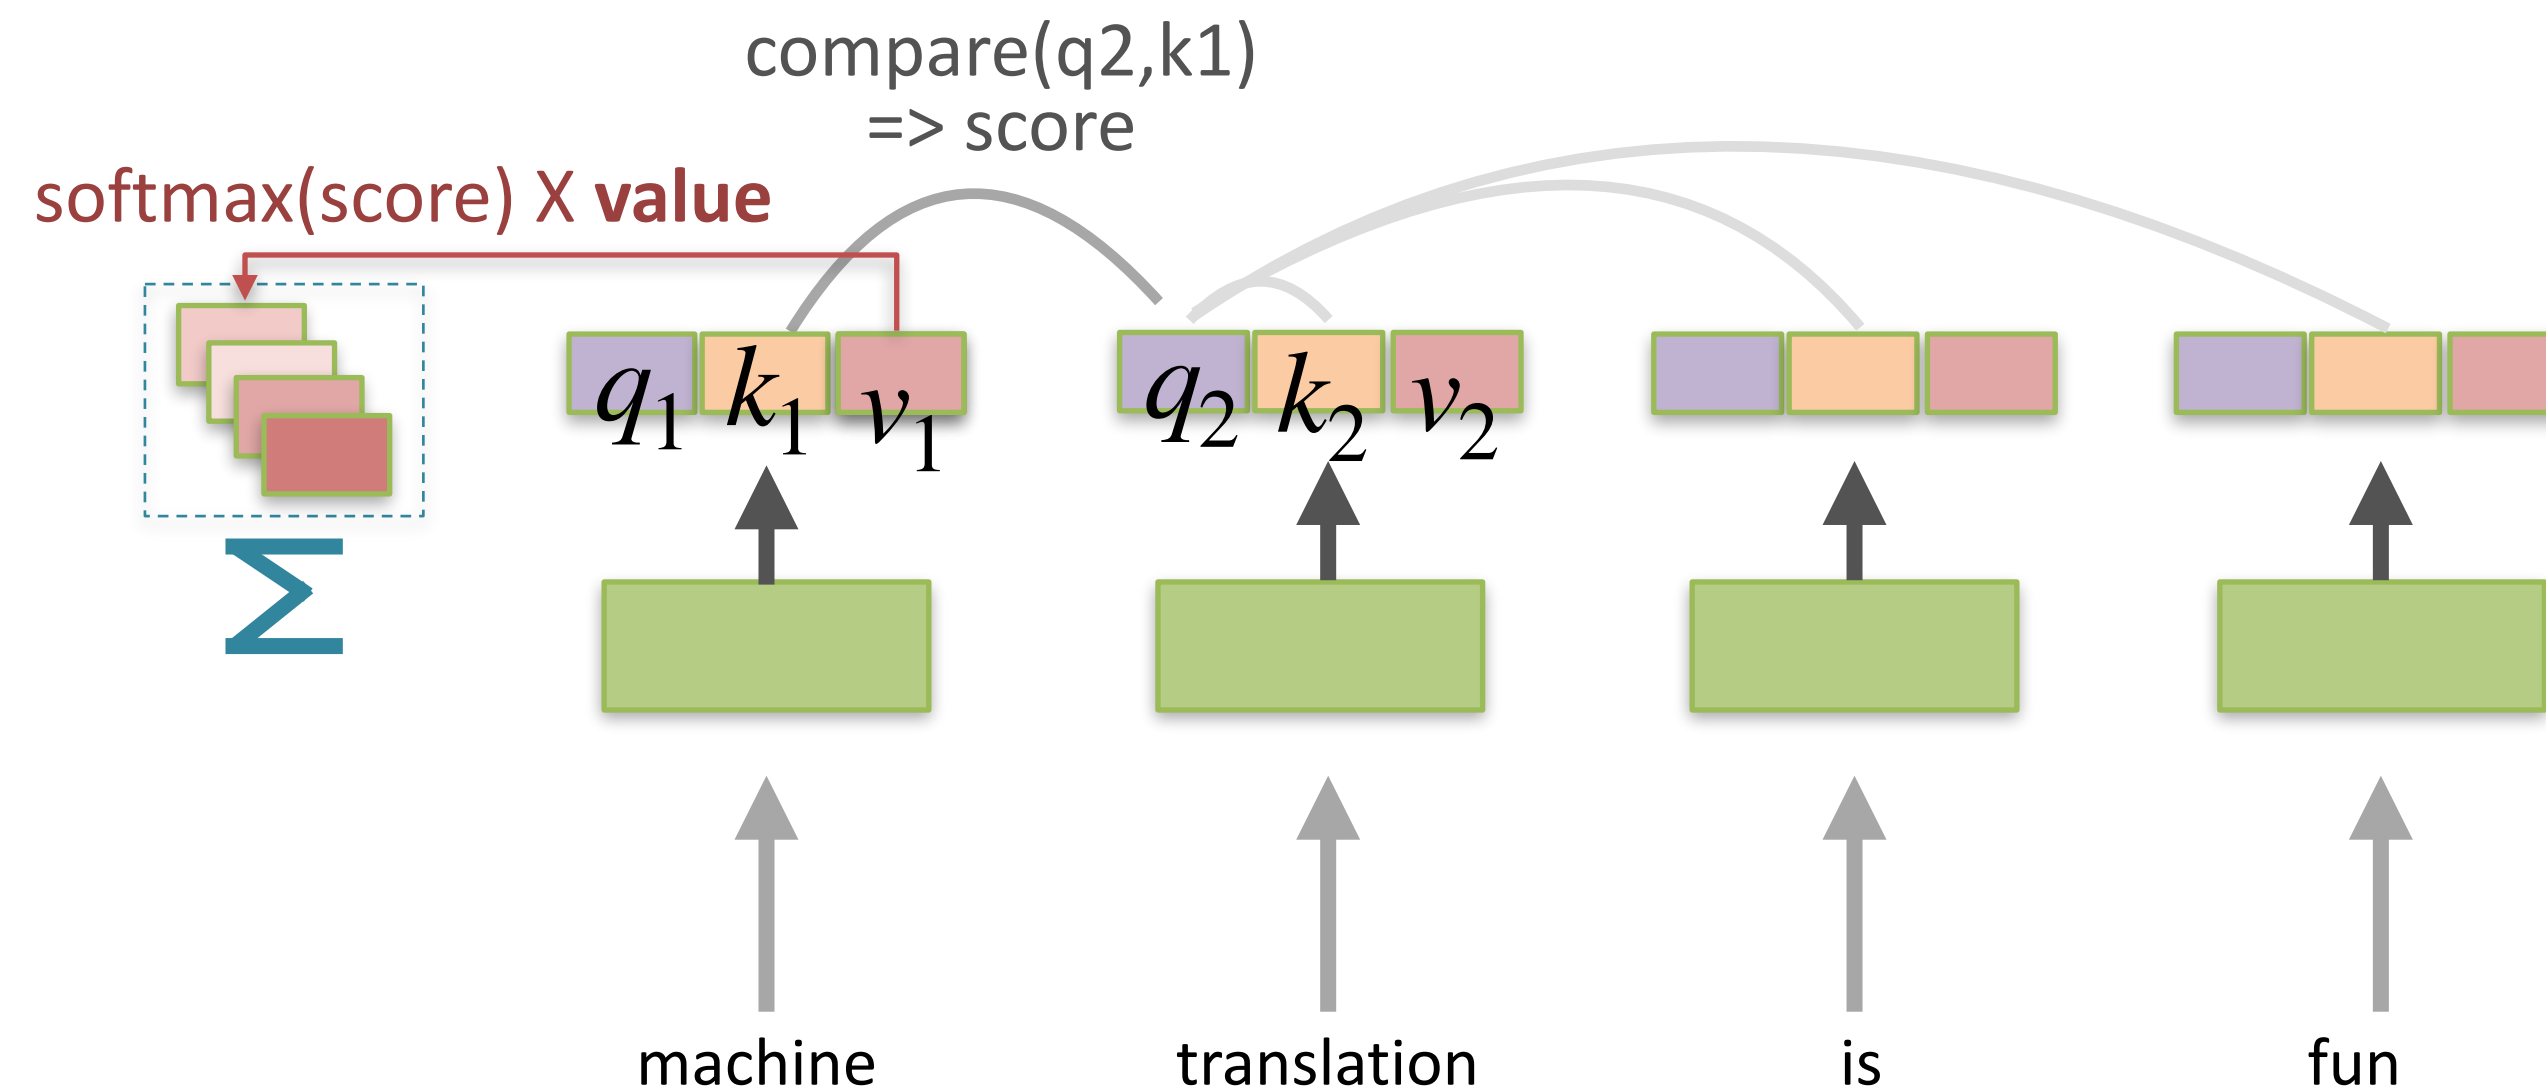 compare(q2,k1)
=> score
softmax(score) X value
q1 k1 v1 q2 k2 v2
Σ
machine translation is fun